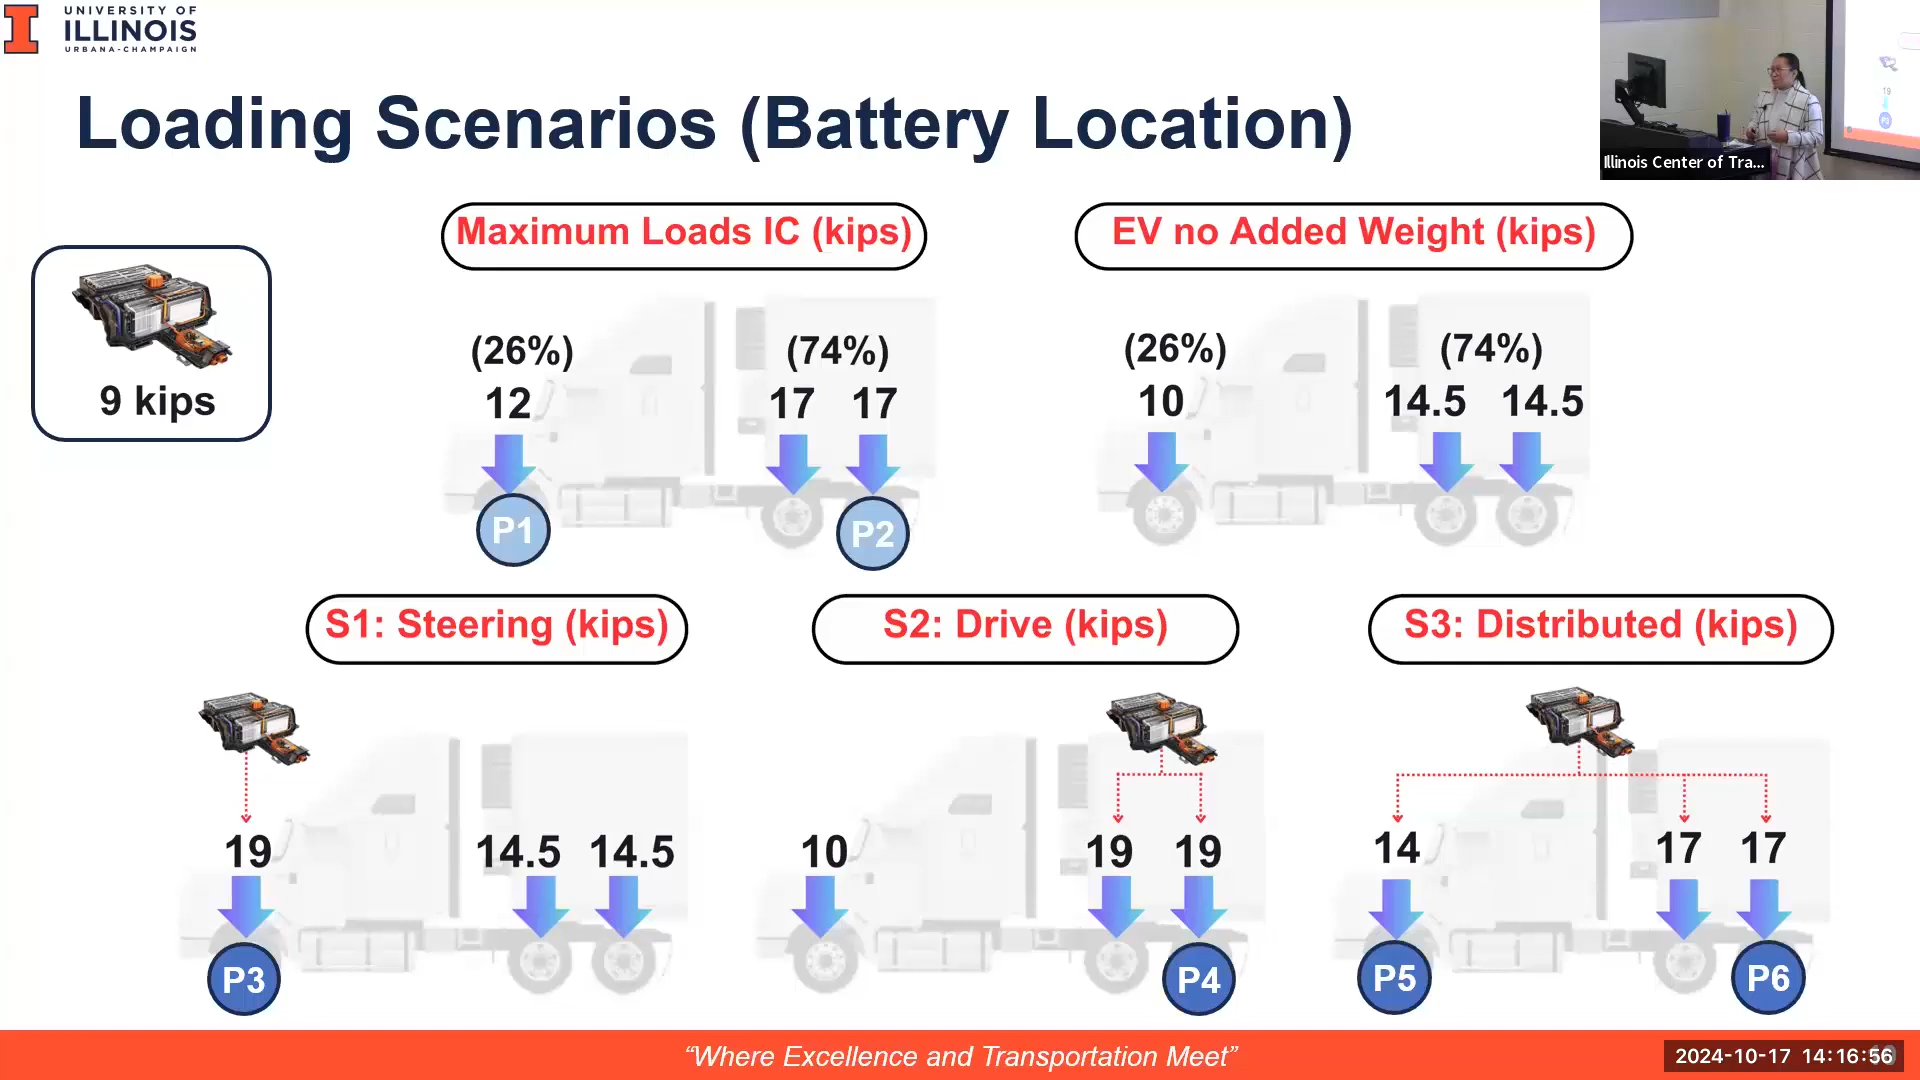 UNIVERSITY OF
ILLINOIS
URBANA-CHAMPAIGN
Loading Scenarios (Battery Location)
Illinois Center of Tra...
19
P3
9 kips
Maximum Loads IC (kips)
(26%) (74%)
12 17 17
P1 P2
EV no Added Weight (kips)
(26%) (74%)
10 14.5 14.5
S1: Steering (kips)
19 14.5 14.5
P3
S2: Drive (kips)
10 19 19
P4
S3: Distributed (kips)
14 17 17
P5 P6
“Where Excellence and Transportation Meet”
2024-10-17 14:16:56